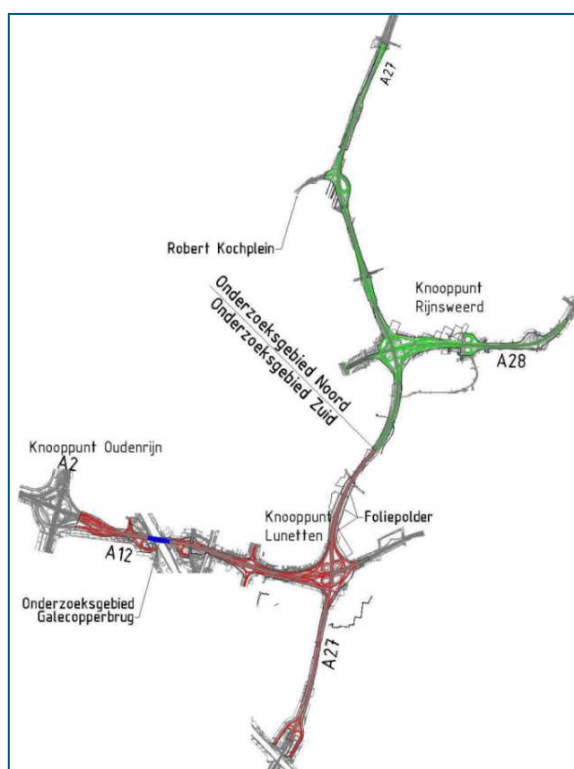 A27
Robert Kochplein
Knooppunt
Rijnsweerd
Onderzoeksgebied Noord
Onderzoeksgebied Zuid
A28
Knooppunt Oudenrijn
A2
Knooppunt
Lunetten
Foliepolder
A12
Onderzoeksgebied
Galecopperbrug
A27